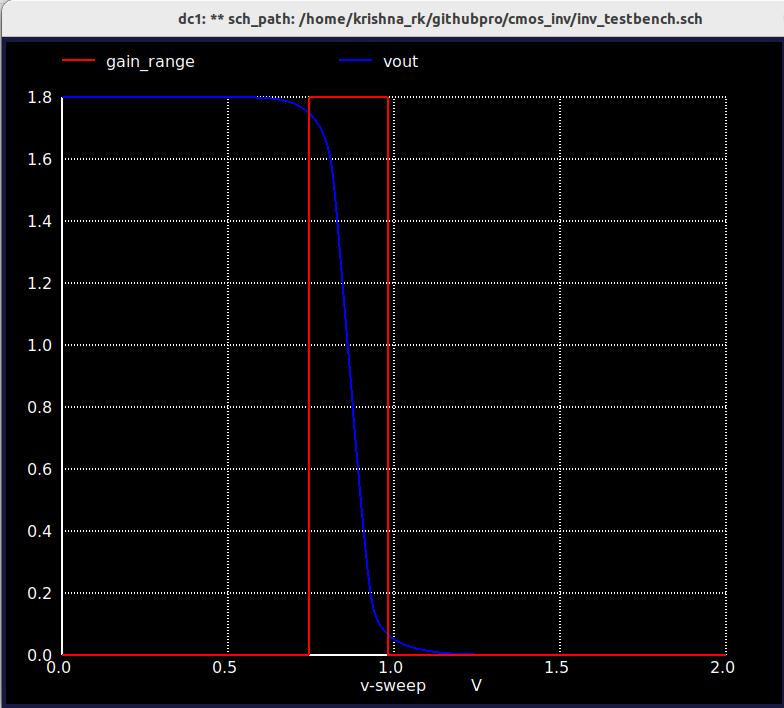 dc1: ** sch_path: /home/krishna_rk/githubpro/cmos_inv/inv_testbench.sch
gain_range vout
1.8
1.6
1.4
1.2
1.0
0.8
0.6
0.4
0.2
0.0
0.0 0.5 1.0 1.5 2.0
v-sweep V